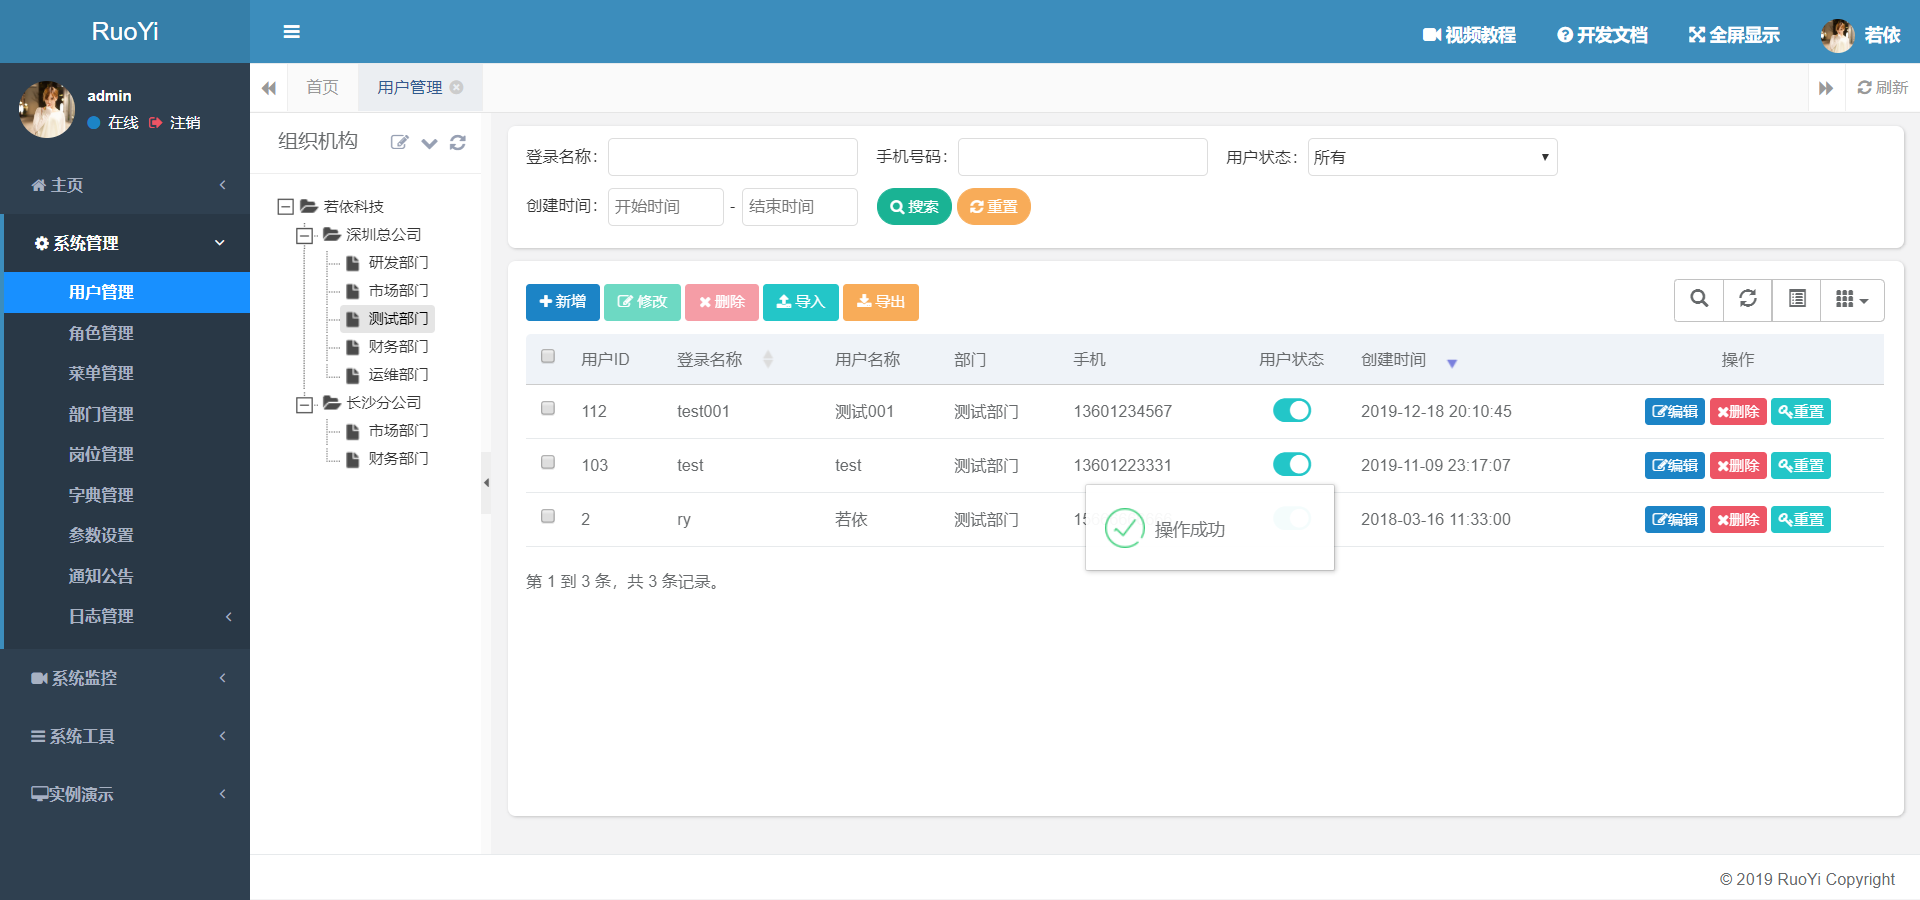 RuoYi
视频教程 开发文档 全屏显示 若依
admin
在线 注销
首页 用户管理 刷新
主页
系统管理
用户管理
角色管理
菜单管理
部门管理
岗位管理
字典管理
参数设置
通知公告
日志管理
系统监控
系统工具
实例演示
组织机构
若依科技
深圳总公司
研发部门
市场部门
测试部门
财务部门
运维部门
长沙分公司
市场部门
财务部门
登录名称： 手机号码： 用户状态： 所有
创建时间： 开始时间 - 结束时间 搜索 重置
新增 修改 删除 导入 导出
用户ID 登录名称 用户名称 部门 手机 用户状态 创建时间 操作
112 test001 测试001 测试部门 13601234567 2019-12-18 20:10:45 编辑 删除 重置
103 test test 测试部门 13601223331 2019-11-09 23:17:07 编辑 删除 重置
2 ry 若依 测试部门 2018-03-16 11:33:00 编辑 删除 重置
操作成功
第 1 到 3 条，共 3 条记录。
© 2019 RuoYi Copyright